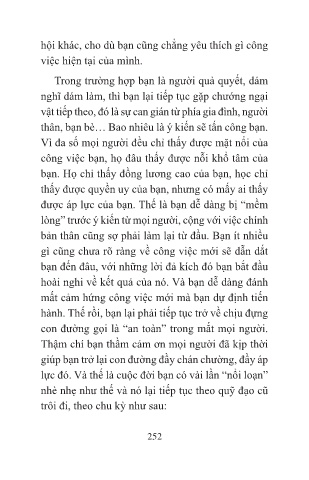 hội khác, cho dù bạn cũng chẳng yêu thích gì công
việc hiện tại của mình.
Trong trường hợp bạn là người quả quyết, dám
nghĩ dám làm, thì bạn lại tiếp tục gặp chướng ngại
vật tiếp theo, đó là sự can gián từ phía gia đình, người
thân, bạn bè… Bao nhiêu là ý kiến sẽ tấn công bạn.
Vì đa số mọi người đều chỉ thấy được mặt nổi của
công việc bạn, họ đâu thấy được nỗi khổ tâm của
bạn. Họ chỉ thấy đồng lương cao của bạn, học chỉ
thấy được quyền uy của bạn, nhưng có mấy ai thấy
được áp lực của bạn. Thế là bạn dễ dàng bị “mềm
lòng” trước ý kiến từ mọi người, cộng với việc chính
bản thân cũng sợ phải làm lại từ đầu. Bạn ít nhiều
gì cũng chưa rõ ràng về công việc mới sẽ dẫn dắt
bạn đến đâu, với những lời đả kích đó bạn bắt đầu
hoài nghi về kết quả của nó. Và bạn dễ dàng đánh
mất cảm hứng công việc mới mà bạn dự định tiến
hành. Thế rồi, bạn lại phải tiếp tục trở về chịu đựng
con đường gọi là “an toàn” trong mắt mọi người.
Thậm chí bạn thầm cảm ơn mọi người đã kịp thời
giúp bạn trở lại con đường đầy chán chường, đầy áp
lực đó. Và thế là cuộc đời bạn có vài lần “nổi loạn”
nhè nhẹ như thế và nó lại tiếp tục theo quỹ đạo cũ
trôi đi, theo chu kỳ như sau:
252